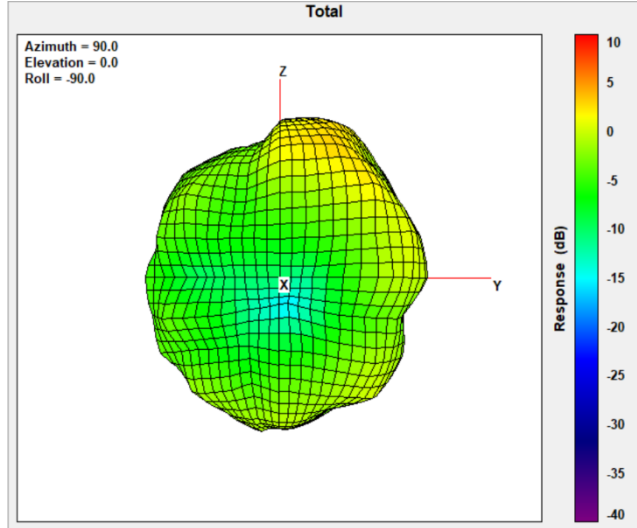 Total
Azimuth = 90.0
Elevation = 0.0
Roll = -90.0
Z
X
Y
Response (dB)
10
5
0
-5
-10
-15
-20
-25
-30
-35
-40